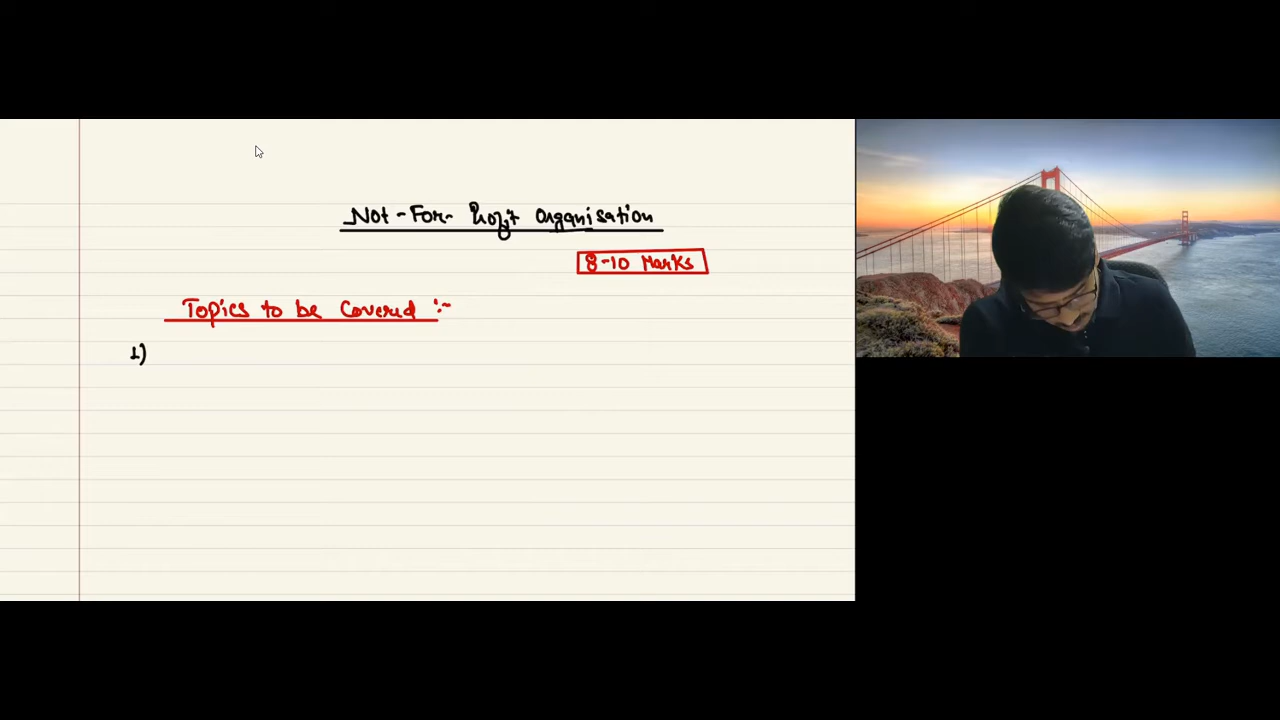 Not-For-Profit Organisation
8-10 Marks
Topics to be Covered :-
1)